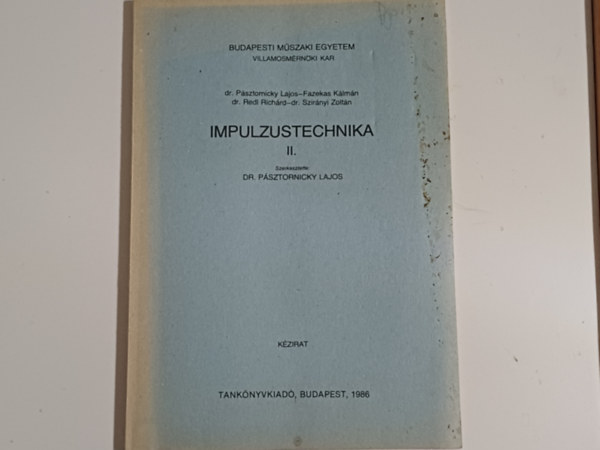 BUDAPESTI MŰSZAKI EGYETEM
VILLAMOSMÉRNÖKI KAR
dr. Pásztornicky Lajos–Fazekas Kálmán
dr. Redl Richárd–dr. Szirányi Zoltán
IMPULZUSTECHNIKA
II.
Szerkesztette
DR. PÁSZTORNICKY LAJOS
KÉZIRAT
TANKÖNYVKIADÓ, BUDAPEST, 1986